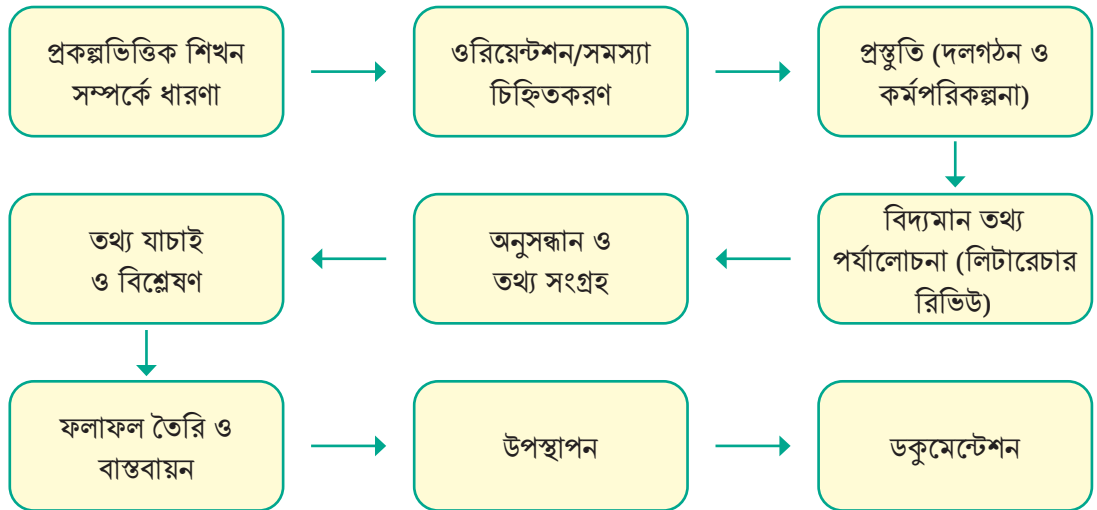 প্রকল্পভিত্তিক শিখন
সম্পর্কে ধারণা
ওরিয়েন্টশন/সমস্যা
চিহ্নিতকরণ
প্রস্তুতি (দলগঠন ও
কর্মপরিকল্পনা)
বিদ্যমান তথ্য
পর্যালোচনা (লিটারেচার
রিভিউ)
অনুসন্ধান ও
তথ্য সংগ্রহ
তথ্য যাচাই
ও বিশ্লেষণ
ফলাফল তৈরি ও
বাস্তবায়ন
উপস্থাপন
ডকুমেন্টেশন